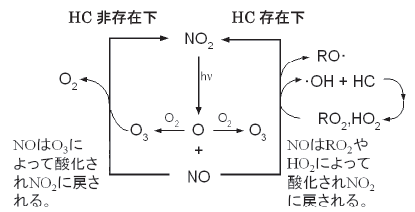 HC 非存在下
HC 存在下
NO2
RO·
O2
hν
·OH + HC
O3
O2
O
O2
O3
RO2,HO2
+
NO
NOはO3に
よって酸化さ
れNO2に戻さ
れる。
NOはRO2や
HO2によって
酸化されNO2
に戻される。